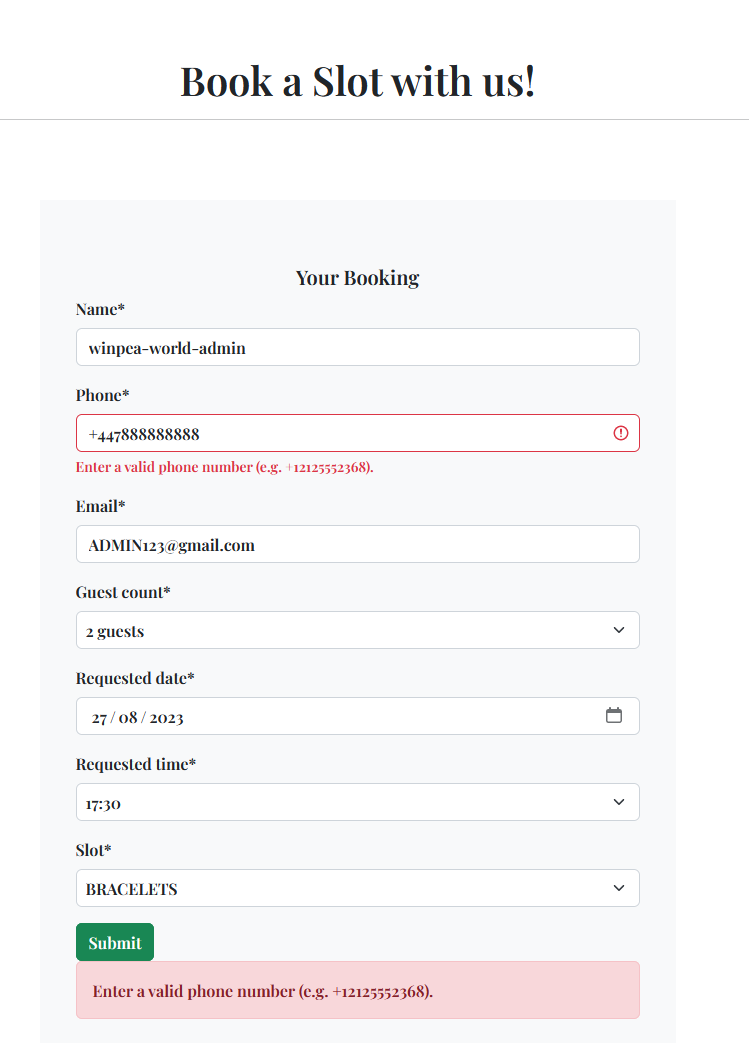 Book a Slot with us!
Your Booking
Name*
winpea-world-admin
Phone*
+447888888888
Enter a valid phone number (e.g. +12125552368).
Email*
ADMIN123@gmail.com
Guest count*
2 guests
Requested date*
27 / 08 / 2023
Requested time*
17:30
Slot*
BRACELETS
Submit
Enter a valid phone number (e.g. +12125552368).